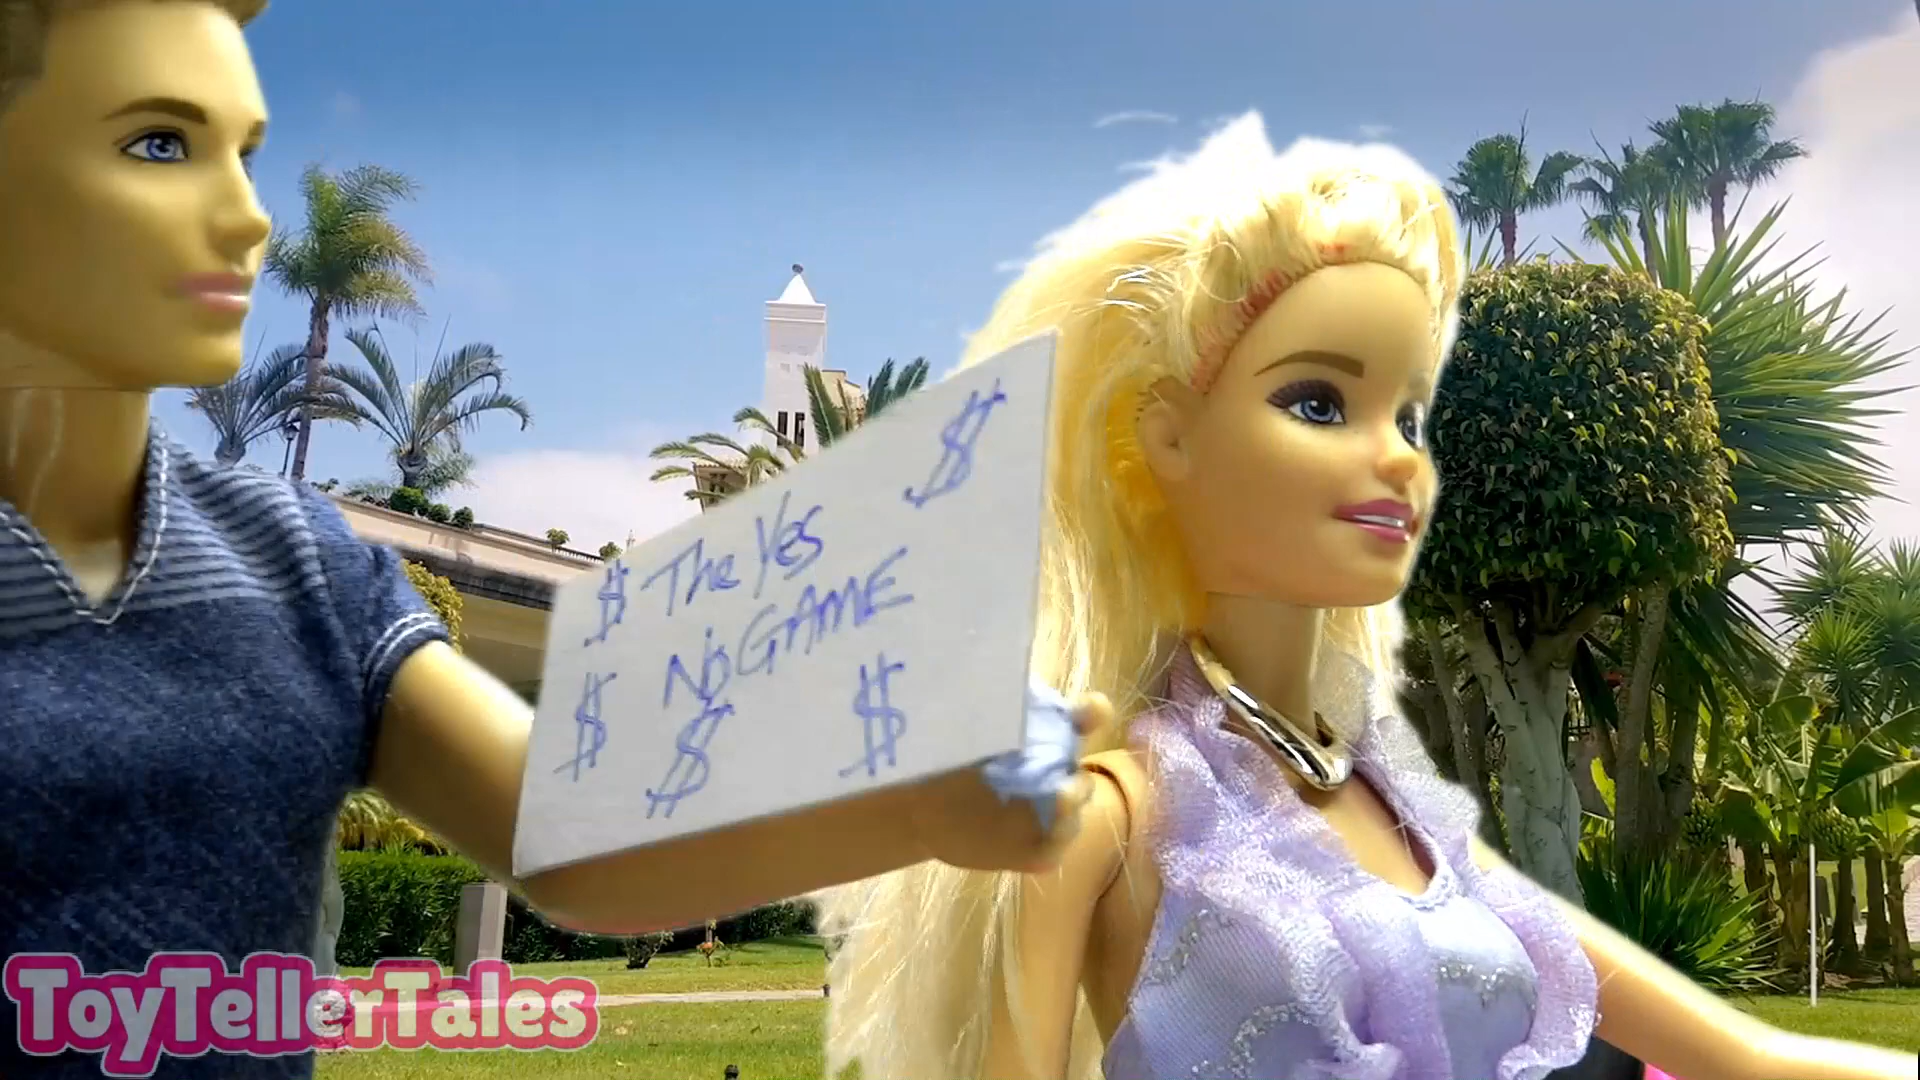 $ The Yes $
$ No GAME
$ $
ToyTellerTales